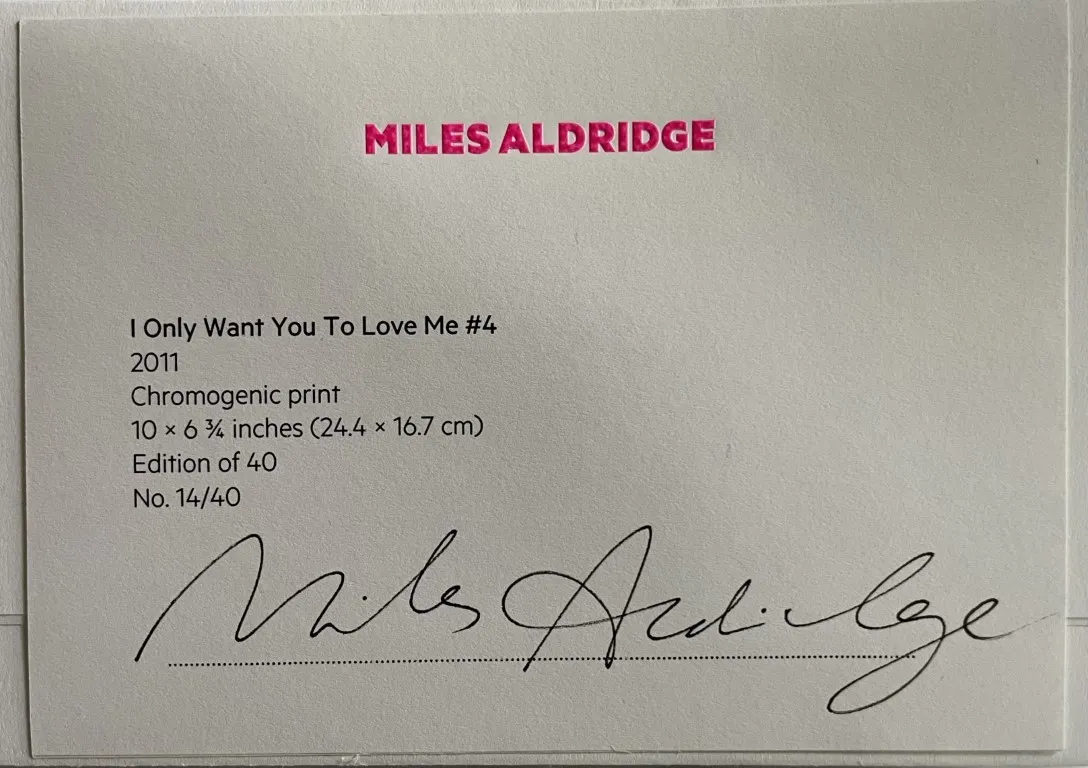 MILES ALDRIDGE
I Only Want You To Love Me #4
2011
Chromogenic print
10 × 6 ¾ inches (24.4 × 16.7 cm)
Edition of 40
No. 14/40
Miles Aldridge